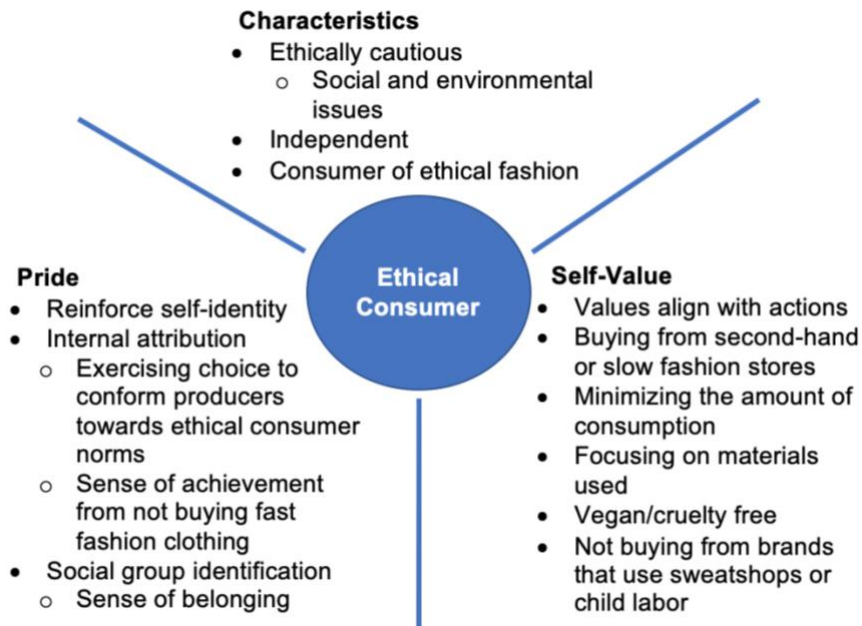 Characteristics
• Ethically cautious
o Social and environmental
issues
• Independent
• Consumer of ethical fashion
Ethical
Consumer
Pride
• Reinforce self-identity
• Internal attribution
o Exercising choice to
conform producers
towards ethical consumer
norms
o Sense of achievement
from not buying fast
fashion clothing
• Social group identification
o Sense of belonging
Self-Value
• Values align with actions
• Buying from second-hand
or slow fashion stores
• Minimizing the amount of
consumption
• Focusing on materials
used
• Vegan/cruelty free
• Not buying from brands
that use sweatshops or
child labor